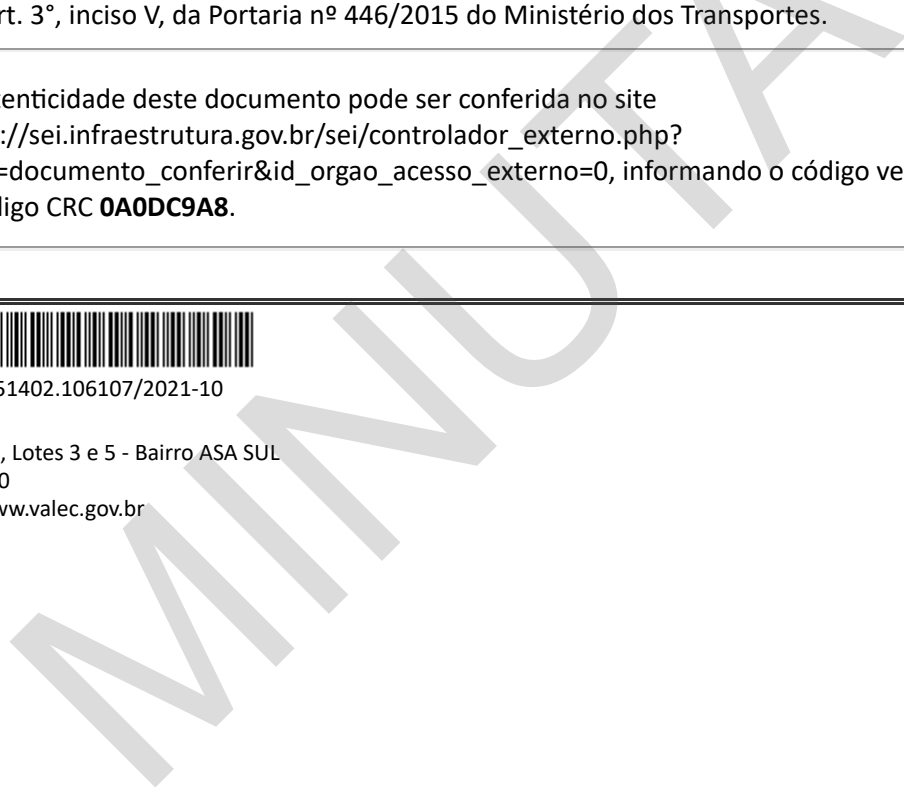 rt. 3°, inciso V, da Portaria nº 446/2015 do Ministério dos Transportes.
enticidade deste documento pode ser conferida no site
://sei.infraestrutura.gov.br/sei/controlador_externo.php?
=documento_conferir&id_orgao_acesso_externo=0, informando o código ve
digo CRC 0A0DC9A8.
51402.106107/2021-10
, Lotes 3 e 5 - Bairro ASA SUL
0
ww.valec.gov.br
MINUTA